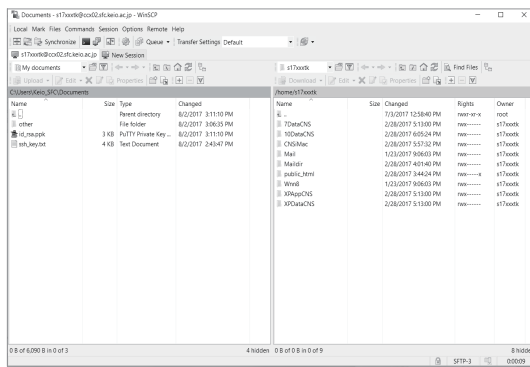 Documents - s17xxxtk@ccx02.sfc.keio.ac.jp - WinSCP
Local Mark Files Commands Session Options Remote Help
Synchronize Queue Transfer Settings Default
s17xxxtk@ccx02.sfc.keio.ac.jp New Session
My documents
s17xxxtk Find Files
Upload Edit Properties
Download Edit Properties
C:\Users\Keio_SFC\Documents
/home/s17xxxtk
Name Size Type Changed
.. Parent directory 8/2/2017 3:11:10 PM
other File folder 8/2/2017 3:06:35 PM
id_rsa.ppk 3 KB PuTTY Private Key ... 8/2/2017 3:11:10 PM
ssh_key.txt 4 KB Text Document 8/2/2017 2:43:47 PM
Name Size Changed Rights Owner
.. 7/3/2017 12:58:40 PM rwxr-xr-x root
7DataCNS 2/28/2017 5:13:00 PM rwx------ s17xxxtk
10DataCNS 2/28/2017 6:05:24 PM rwx------ s17xxxtk
CNSiMac 2/28/2017 5:57:32 PM rwx------ s17xxxtk
Mail 1/23/2017 9:06:03 PM rwx------ s17xxxtk
Maildir 2/28/2017 4:01:40 PM rwx------ s17xxxtk
public_html 2/28/2017 3:44:24 PM rwx-----x s17xxxtk
Wnn8 1/23/2017 9:06:03 PM rwx------ s17xxxtk
XPAppCNS 2/28/2017 5:13:00 PM rwx------ s17xxxtk
XPDataCNS 2/28/2017 5:13:00 PM rwx------ s17xxxtk
0 B of 6,090 B in 0 of 3 4 hidden
0 B of 0 B in 0 of 9 8 hidde
SFTP-3 0:00:09